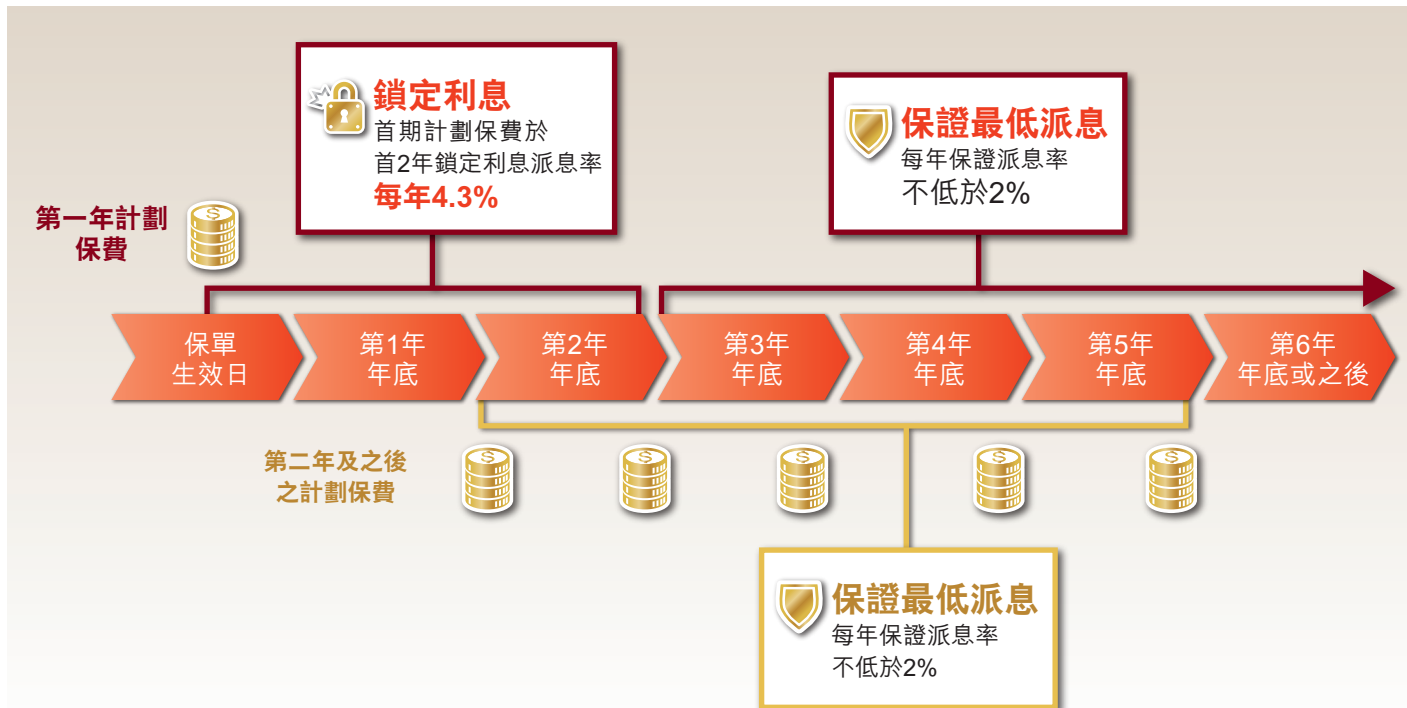 鎖定利息
首期計劃保費於
首2年鎖定利息派息率
每年4.3%
保證最低派息
每年保證派息率
不低於2%
第一年計劃
保費
保單
生效日
第1年
年底
第2年
年底
第3年
年底
第4年
年底
第5年
年底
第6年
年底或之後
第二年及之後
之計劃保費
保證最低派息
每年保證派息率
不低於2%